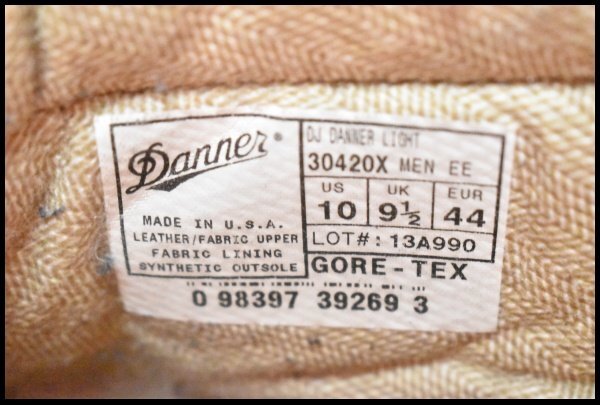 Danner®
MADE IN U.S.A.
LEATHER/FABRIC UPPER
FABRIC LINING
SYNTHETIC OUTSOLE
DJ DANNER LIGHT
30420X MEN EE
US UK EUR
10 9½ 44
LOT#: 13A990
GORE-TEX
0 98397 39269 3